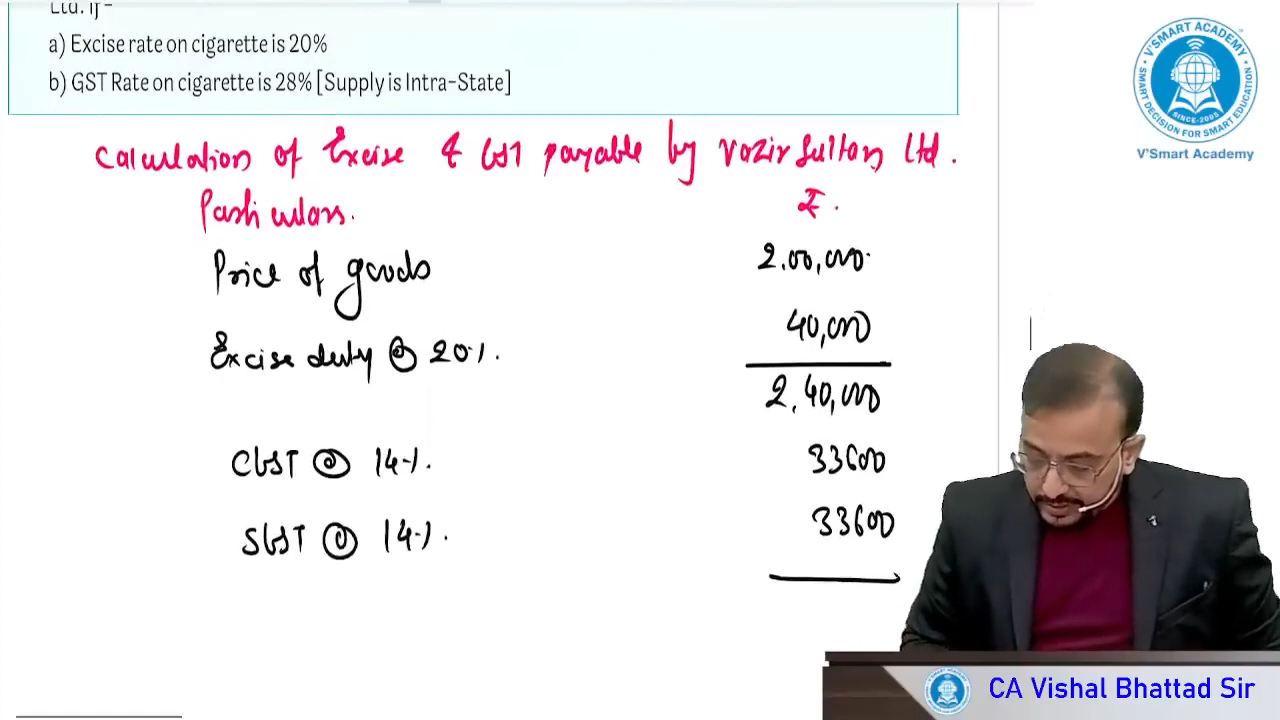 Ltd. if -
a) Excise rate on cigarette is 20%
b) GST Rate on cigarette is 28% [Supply is Intra-State]
Calculation of Excise & GST payable by Vazir Sultan Ltd.
Particulars. ₹.
Price of goods 2,00,000
Excise duty @ 20%. 40,000
2,40,000
CGST @ 14%. 33600
SGST @ 14%. 33600
V'SMART ACADEMY
SINCE-2005
SMART DECISION FOR SMART EDUCATION
V'Smart Academy
CA Vishal Bhattad Sir